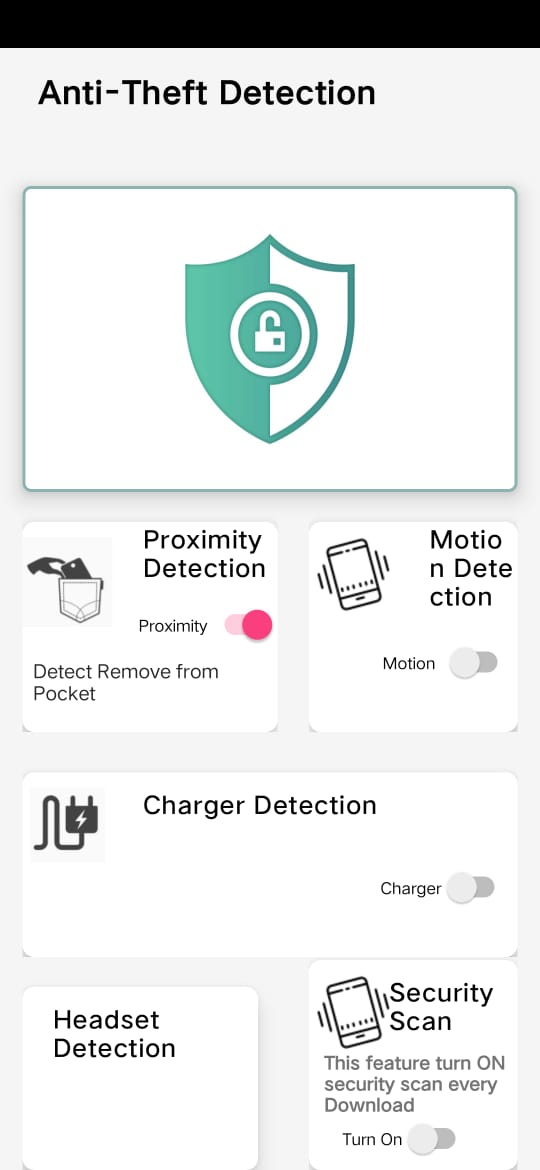 Anti-Theft Detection
Proximity
Detection
Proximity
Detect Remove from
Pocket
Motio
n Dete
ction
Motion
Charger Detection
Charger
Headset
Detection
Security
Scan
This feature turn ON
security scan every
Download
Turn On